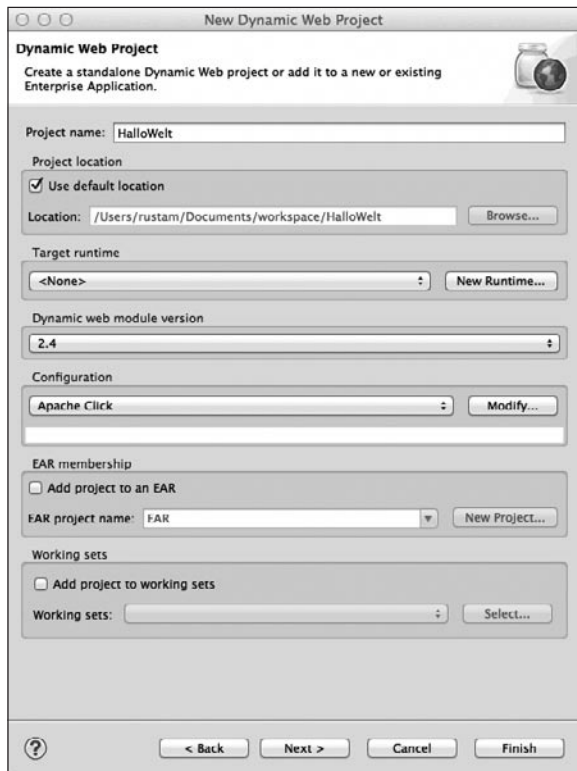 New Dynamic Web Project
Dynamic Web Project
Create a standalone Dynamic Web project or add it to a new or existing
Enterprise Application.
Project name: HalloWelt
Project location
Use default location
Location: /Users/rustam/Documents/workspace/HalloWelt Browse...
Target runtime
<None> New Runtime...
Dynamic web module version
2.4
Configuration
Apache Click Modify...
EAR membership
Add project to an EAR
EAR project name: EAR New Project...
Working sets
Add project to working sets
Working sets: Select...
? < Back Next > Cancel Finish